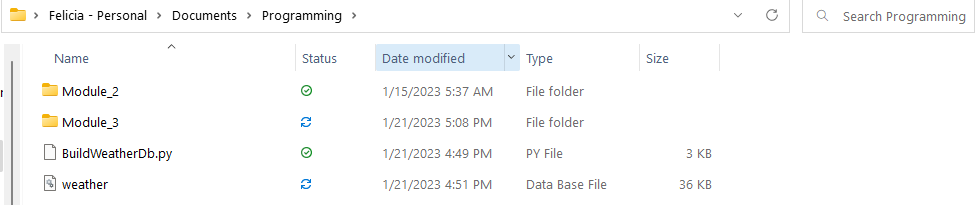 Felicia - Personal > Documents > Programming > Search Programming
Name Status Date modified Type Size
Module_2 1/15/2023 5:37 AM File folder
Module_3 1/21/2023 5:08 PM File folder
BuildWeatherDb.py 1/21/2023 4:49 PM PY File 3 KB
weather 1/21/2023 4:51 PM Data Base File 36 KB